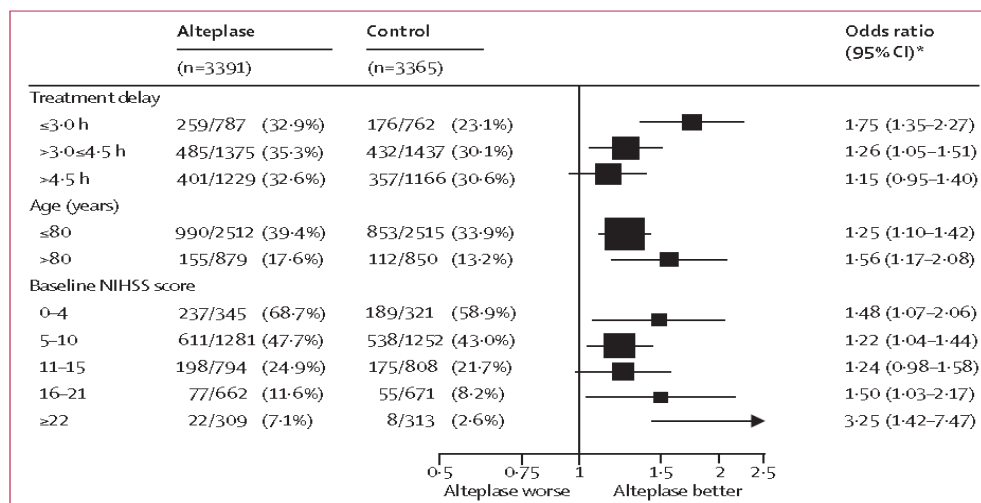 Alteplase Control Odds ratio
(95% CI)*
(n=3391) (n=3365)
Treatment delay
≤3·0 h 259/787 (32·9%) 176/762 (23·1%) 1·75 (1·35–2·27)
>3·0≤4·5 h 485/1375 (35·3%) 432/1437 (30·1%) 1·26 (1·05–1·51)
>4·5 h 401/1229 (32·6%) 357/1166 (30·6%) 1·15 (0·95–1·40)
Age (years)
≤80 990/2512 (39·4%) 853/2515 (33·9%) 1·25 (1·10–1·42)
>80 155/879 (17·6%) 112/850 (13·2%) 1·56 (1·17–2·08)
Baseline NIHSS score
0–4 237/345 (68·7%) 189/321 (58·9%) 1·48 (1·07–2·06)
5–10 611/1281 (47·7%) 538/1252 (43·0%) 1·22 (1·04–1·44)
11–15 198/794 (24·9%) 175/808 (21·7%) 1·24 (0·98–1·58)
16–21 77/662 (11·6%) 55/671 (8·2%) 1·50 (1·03–2·17)
≥22 22/309 (7·1%) 8/313 (2·6%) 3·25 (1·42–7·47)
0·5 0·75 1 1·5 2 2·5
Alteplase worse Alteplase better